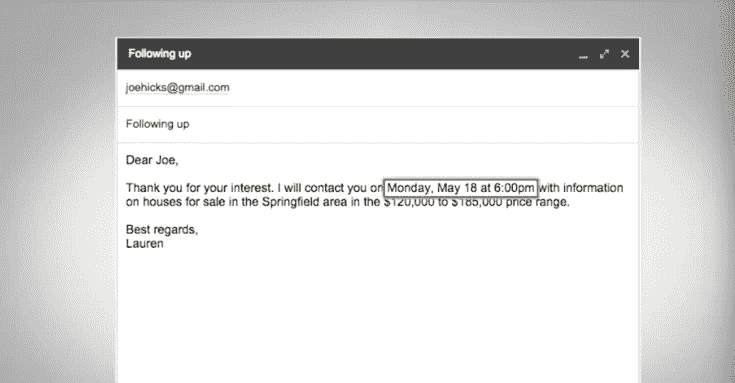 Following up
joehicks@gmail.com
Following up
Dear Joe,
Thank you for your interest. I will contact you on Monday, May 18 at 6:00pm with information
on houses for sale in the Springfield area in the $120,000 to $185,000 price range.
Best regards,
Lauren